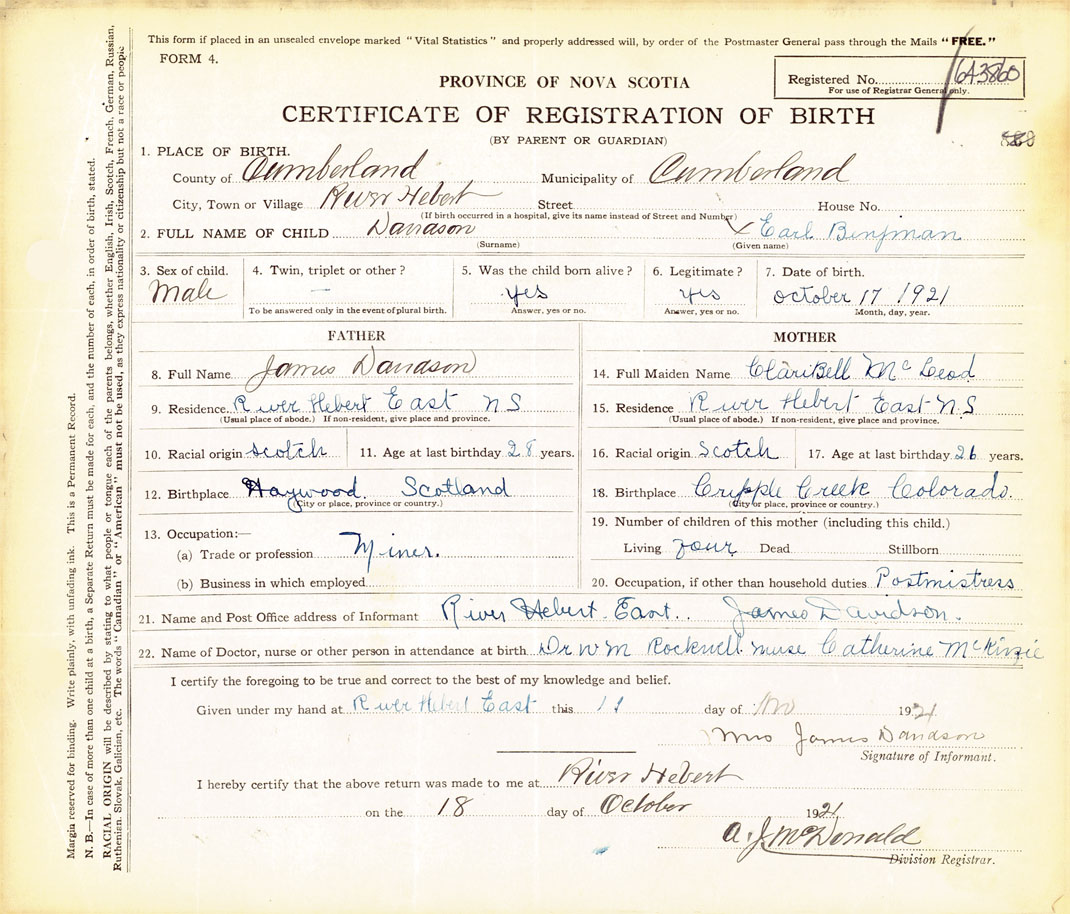 This form if placed in an unsealed envelope marked "Vital Statistics" and properly addressed will, by order of the Postmaster General pass through the Mails "FREE."
FORM 4.
PROVINCE OF NOVA SCOTIA
Registered No. 643860
For use of Registrar General only.
CERTIFICATE OF REGISTRATION OF BIRTH
(BY PARENT OR GUARDIAN)
1. PLACE OF BIRTH.
County of Cumberland Municipality of Cumberland
City, Town or Village River Hebert Street House No.
(If birth occurred in a hospital, give its name instead of Street and Number)
2. FULL NAME OF CHILD Davidson Earl
(Surname) (Given name)
3. Sex of child. 4. Twin, triplet or other? 5. Was the child born alive? 6. Legitimate? 7. Date of birth.
Male — yes yes October 17 1921
To be answered only in the event of plural birth. Answer, yes or no. Answer, yes or no. Month, day, year.
FATHER
8. Full Name James Davidson
9. Residence River Hebert East N S
(Usual place of abode.) If non-resident, give place and province.
10. Racial origin Scotch 11. Age at last birthday 28 years.
12. Birthplace Haywood. Scotland
(City or place, province or country.)
13. Occupation:—
(a) Trade or profession Miner.
(b) Business in which employed
MOTHER
14. Full Maiden Name ClariBell McLeod
15. Residence River Hebert East N S
(Usual place of abode.) If non-resident, give place and province.
16. Racial origin Scotch 17. Age at last birthday 26 years.
18. Birthplace Cripple Creek Colorado.
(City or place, province or country.)
19. Number of children of this mother (including this child.)
Living four Dead Stillborn
20. Occupation, if other than household duties Postmistress
21. Name and Post Office address of Informant River Hebert East.. James Davidson.
22. Name of Doctor, nurse or other person in attendance at birth Dr Wm Rockwell nurse Catherine McKinzie
I certify the foregoing to be true and correct to the best of my knowledge and belief.
Given under my hand at River Hebert East this 11 day of Nov 1921
Mrs James Davidson
Signature of Informant.
I hereby certify that the above return was made to me at River Hebert
on the 18 day of October 1921
A. J. McDonald
Division Registrar.
Margin reserved for binding. Write plainly, with unfading ink. This is a Permanent Record.
N. B.—In case of more than one child at a birth, a Separate Return must be made for each, and the number of each, in order of birth, stated.
RACIAL ORIGIN will be described by stating to what people or tongue each of the parents belongs, whether English, Irish, Scotch, French, German, Russian,
Ruthenian, Slovak, Galician, etc. The words "Canadian" or "American" must not be used, as they express nationality or citizenship but not a race or people